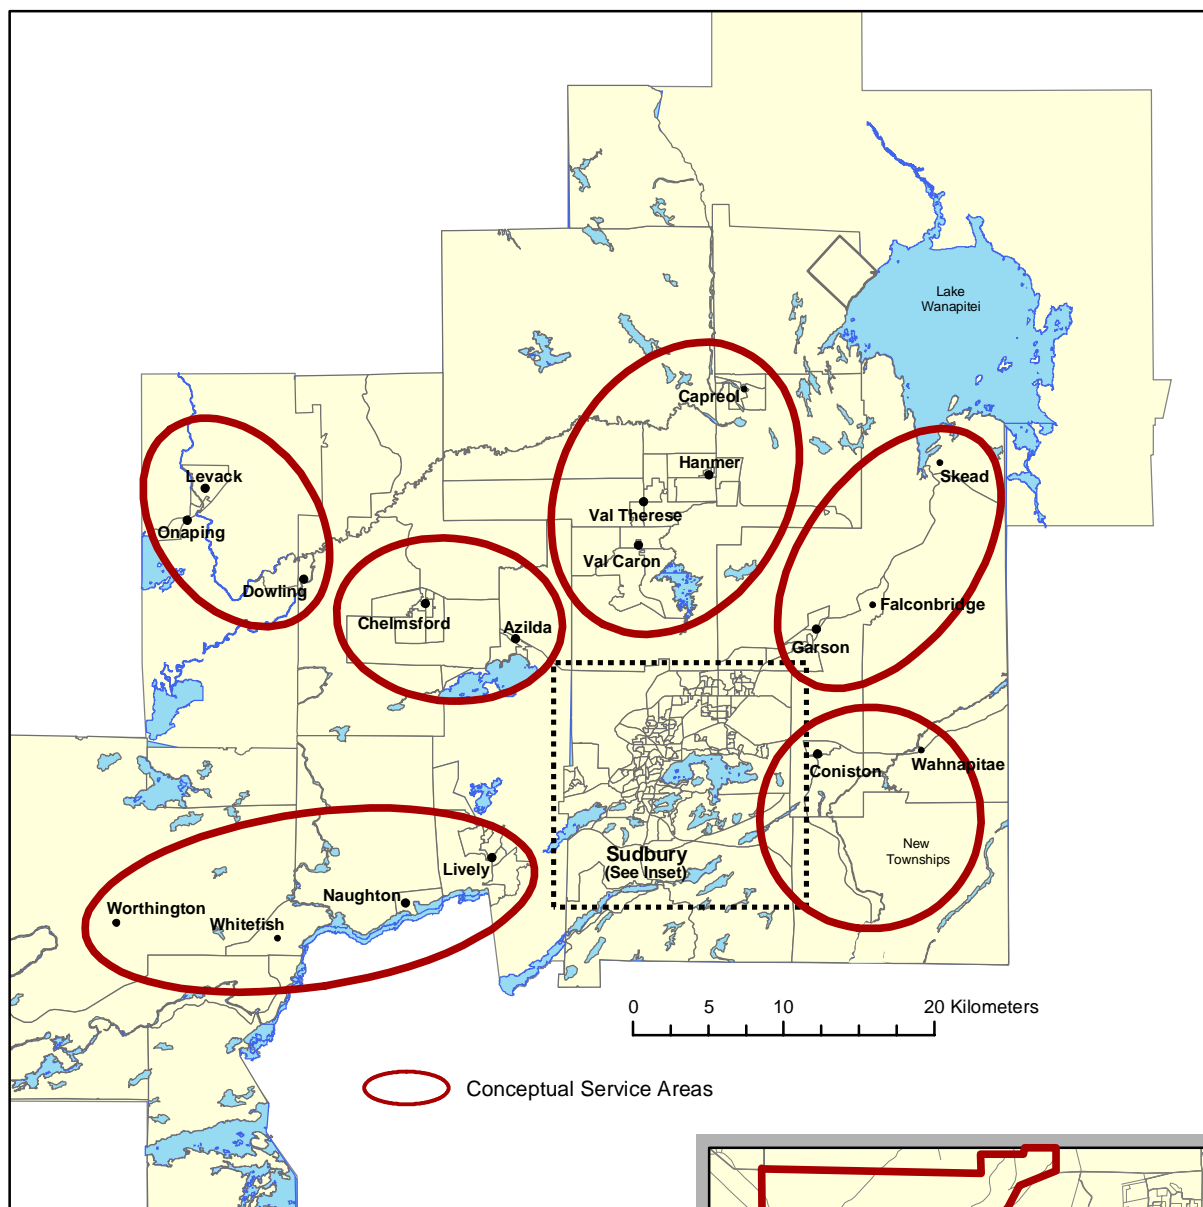 Lake
Wanapitei
Capreol
Hanmer
Levack
Skead
Val Therese
Onaping
Val Caron
Dowling
Falconbridge
Chelmsford
Azilda
Garson
Coniston
Wahnapitae
New
Townships
Sudbury
(See Inset)
Lively
Naughton
Worthington
Whitefish
0 5 10 20 Kilometers
Conceptual Service Areas